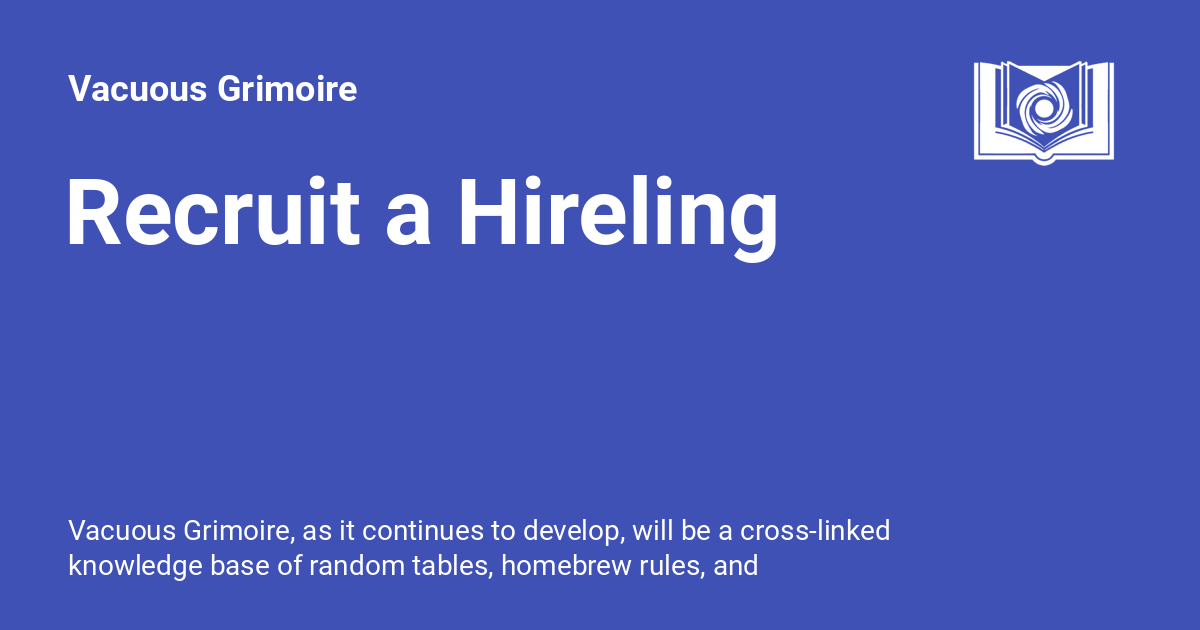 Vacuous Grimoire
Recruit a Hireling
Vacuous Grimoire, as it continues to develop, will be a cross-linked
knowledge base of random tables, homebrew rules, and